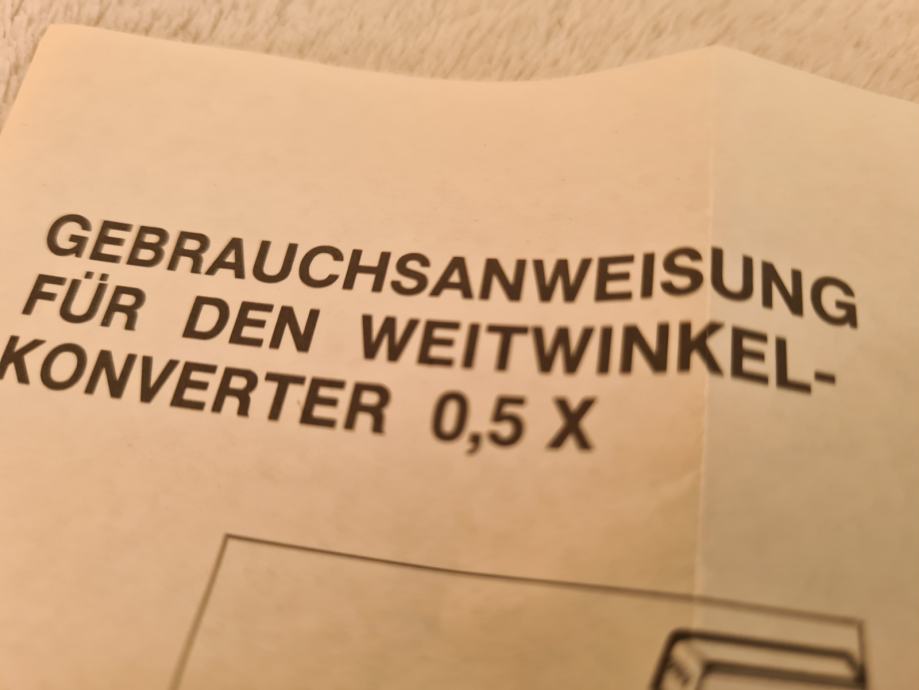 GEBRAUCHSANWEISUNG
FÜR DEN WEITWINKEL-
KONVERTER 0,5 X